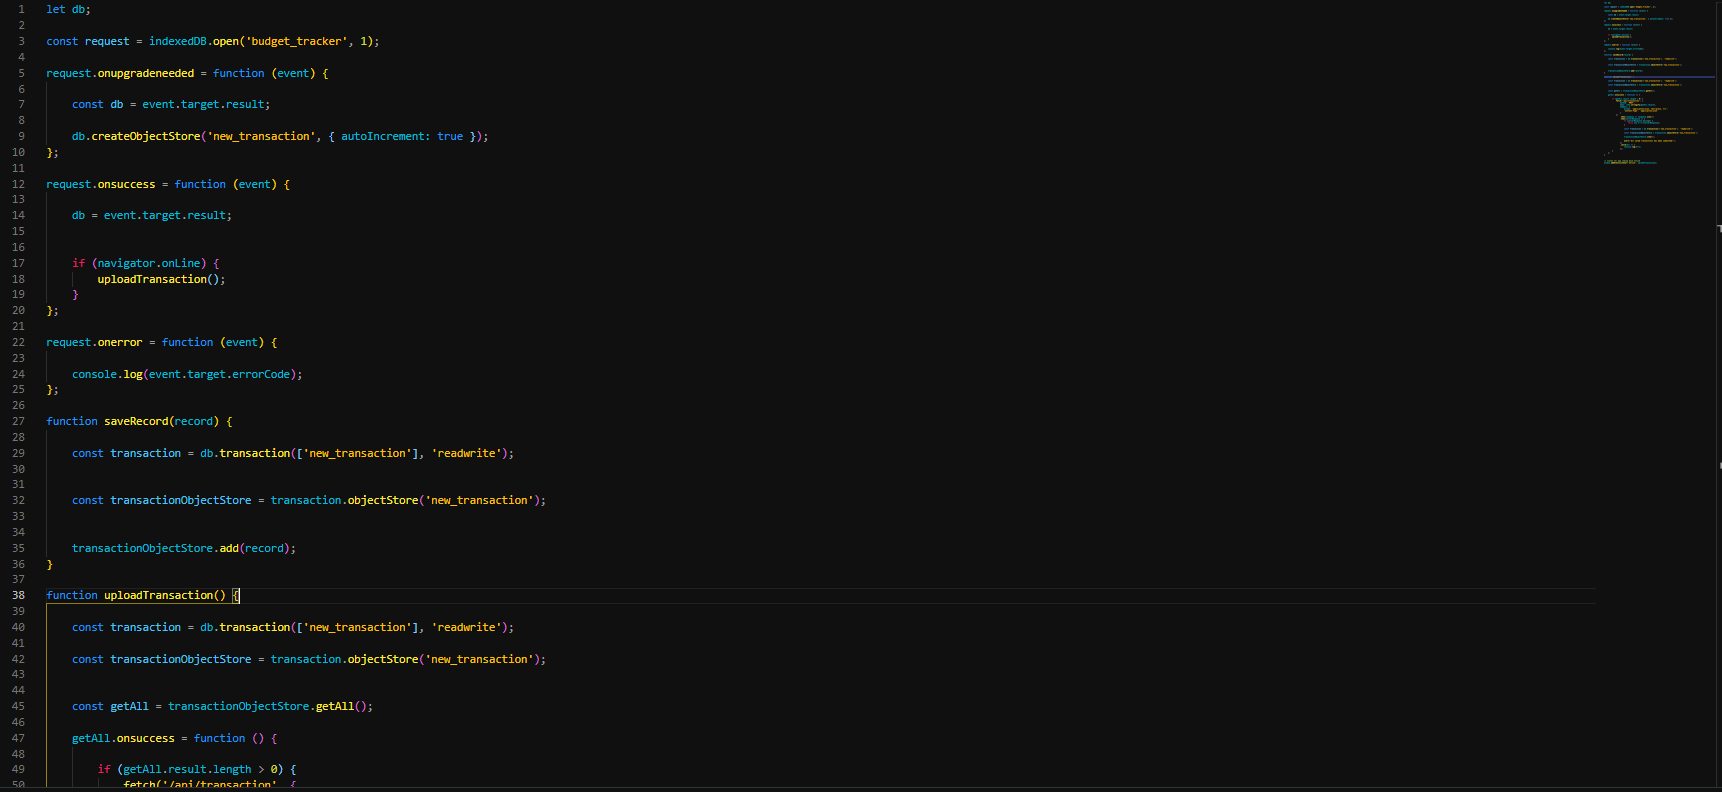 1 let db;
2
3 const request = indexedDB.open('budget_tracker', 1);
4
5 request.onupgradeneeded = function (event) {
6
7 const db = event.target.result;
8
9 db.createObjectStore('new_transaction', { autoIncrement: true });
10 };
11
12 request.onsuccess = function (event) {
13
14 db = event.target.result;
15
16
17 if (navigator.onLine) {
18 uploadTransaction();
19 }
20 };
21
22 request.onerror = function (event) {
23
24 console.log(event.target.errorCode);
25 };
26
27 function saveRecord(record) {
28
29 const transaction = db.transaction(['new_transaction'], 'readwrite');
30
31
32 const transactionObjectStore = transaction.objectStore('new_transaction');
33
34
35 transactionObjectStore.add(record);
36 }
37
38 function uploadTransaction() {
39
40 const transaction = db.transaction(['new_transaction'], 'readwrite');
41
42 const transactionObjectStore = transaction.objectStore('new_transaction');
43
44
45 const getAll = transactionObjectStore.getAll();
46
47 getAll.onsuccess = function () {
48
49 if (getAll.result.length > 0) {
50 fetch('/api/transaction', {